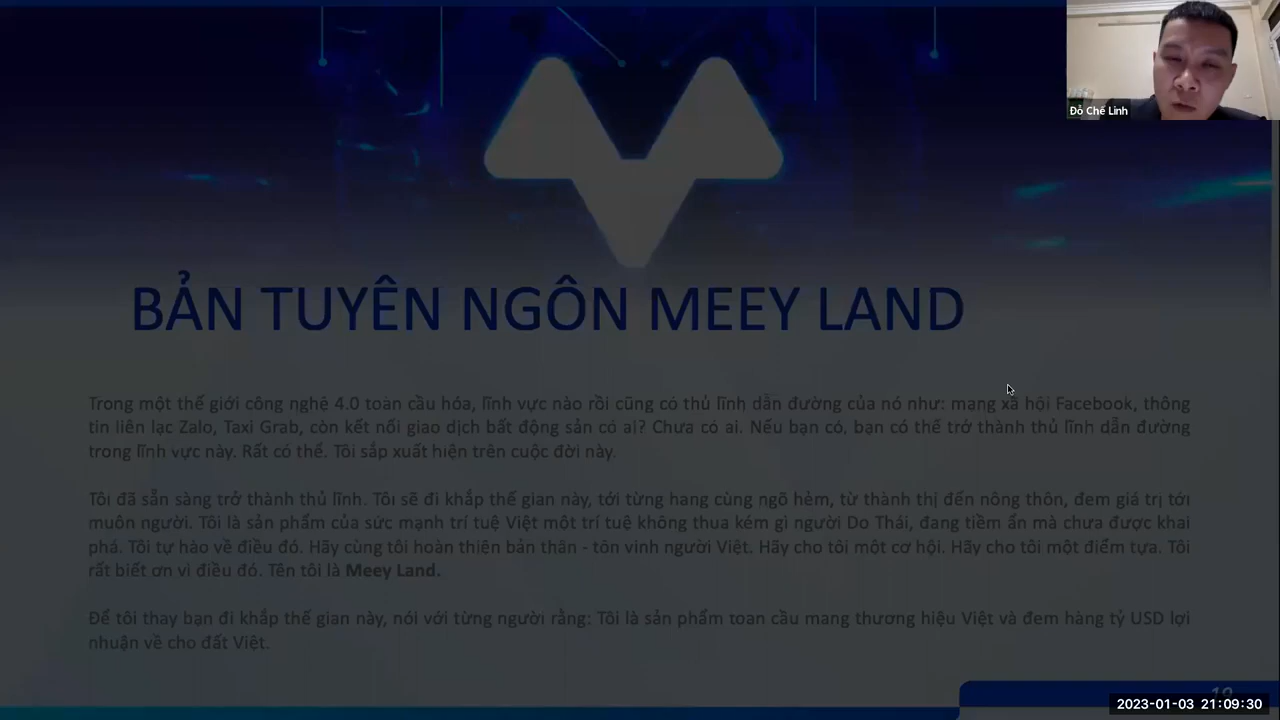 Đỗ Chế Linh
BẢN TUYÊN NGÔN MEEY LAND
Trong một thế giới công nghệ 4.0 toàn cầu hóa, lĩnh vực nào rồi cũng có thủ lĩnh dẫn đường của nó như: mạng xã hội Facebook, thông
tin liên lạc Zalo, Taxi Grab, còn kết nối giao dịch bất động sản có ai? Chưa có ai. Nếu bạn có, bạn có thể trở thành thủ lĩnh dẫn đường
trong lĩnh vực này. Rất có thể. Tôi sắp xuất hiện trên cuộc đời này.
Tôi đã sẵn sàng trở thành thủ lĩnh. Tôi sẽ đi khắp thế gian này, tới từng hang cùng ngõ hẻm, từ thành thị đến nông thôn, đem giá trị tới
muôn người. Tôi là sản phẩm của sức mạnh trí tuệ Việt một trí tuệ không thua kém gì người Do Thái, đang tiềm ẩn mà chưa được khai
phá. Tôi tự hào về điều đó. Hãy cùng tôi hoàn thiện bản thân - tôn vinh người Việt. Hãy cho tôi một cơ hội. Hãy cho tôi một điểm tựa. Tôi
rất biết ơn vì điều đó. Tên tôi là Meey Land.
Để tôi thay bạn đi khắp thế gian này, nói với từng người rằng: Tôi là sản phẩm toàn cầu mang thương hiệu Việt và đem hàng tỷ USD lợi
nhuận về cho đất Việt.
19
2023-01-03 21:09:30